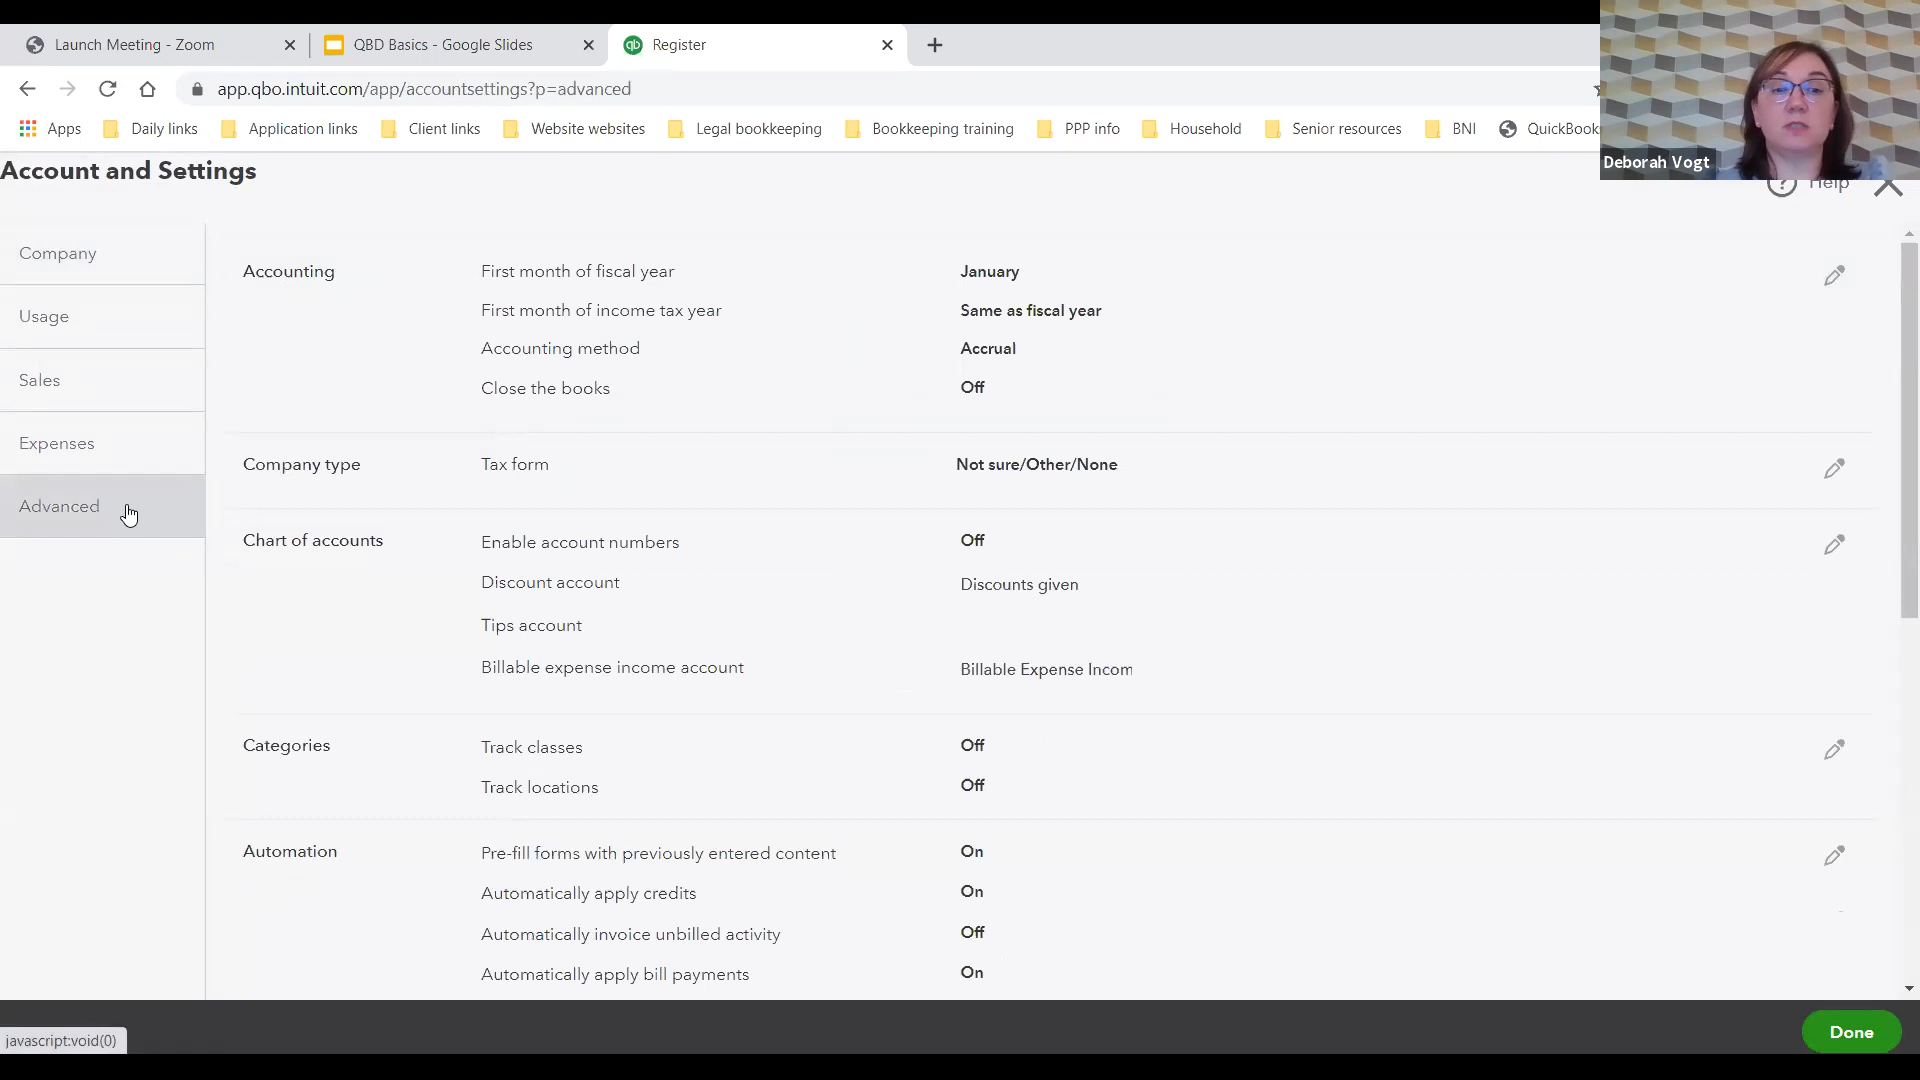 Launch Meeting - Zoom
QBD Basics - Google Slides
qb Register
app.qbo.intuit.com/app/accountsettings?p=advanced
Apps Daily links Application links Client links Website websites Legal bookkeeping Bookkeeping training PPP info Household Senior resources BNI QuickBook
Deborah Vogt
Account and Settings
Help
Company
Usage
Sales
Expenses
Advanced
Accounting
First month of fiscal year January
First month of income tax year Same as fiscal year
Accounting method Accrual
Close the books Off
Company type Tax form Not sure/Other/None
Chart of accounts Enable account numbers Off
Discount account Discounts given
Tips account
Billable expense income account Billable Expense Incom
Categories Track classes Off
Track locations Off
Automation Pre-fill forms with previously entered content On
Automatically apply credits On
Automatically invoice unbilled activity Off
Automatically apply bill payments On
javascript:void(0)
Done